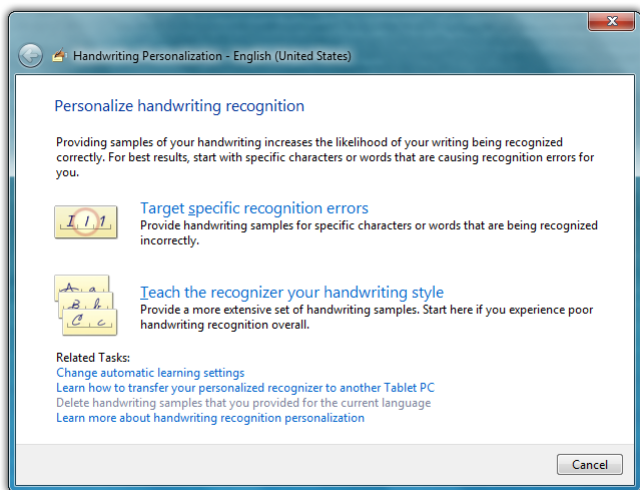 Handwriting Personalization - English (United States)
Personalize handwriting recognition
Providing samples of your handwriting increases the likelihood of your writing being recognized
correctly. For best results, start with specific characters or words that are causing recognition errors for
you.
I, 1, 1,
Target specific recognition errors
Provide handwriting samples for specific characters or words that are being recognized
incorrectly.
A a
B b
C c
Teach the recognizer your handwriting style
Provide a more extensive set of handwriting samples. Start here if you experience poor
handwriting recognition overall.
Related Tasks:
Change automatic learning settings
Learn how to transfer your personalized recognizer to another Tablet PC
Delete handwriting samples that you provided for the current language
Learn more about handwriting recognition personalization
Cancel